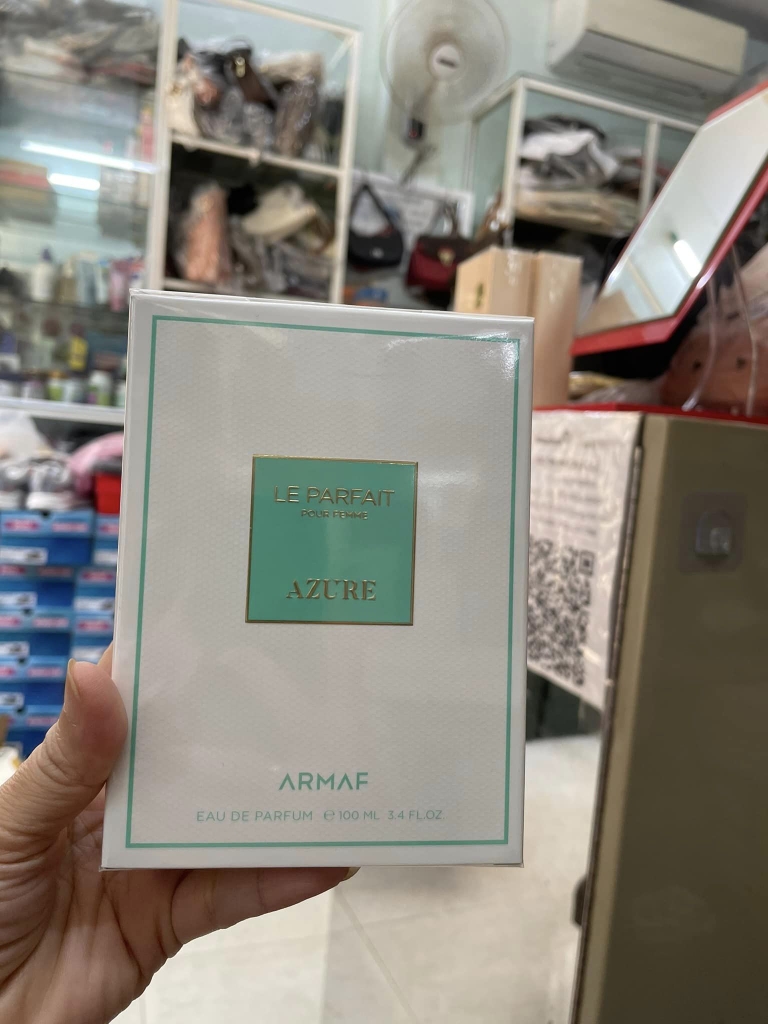 LE PARFAIT
POUR FEMME
AZURE
ARMAF
EAU DE PARFUM ℮ 100 ML 3.4 FL.OZ.